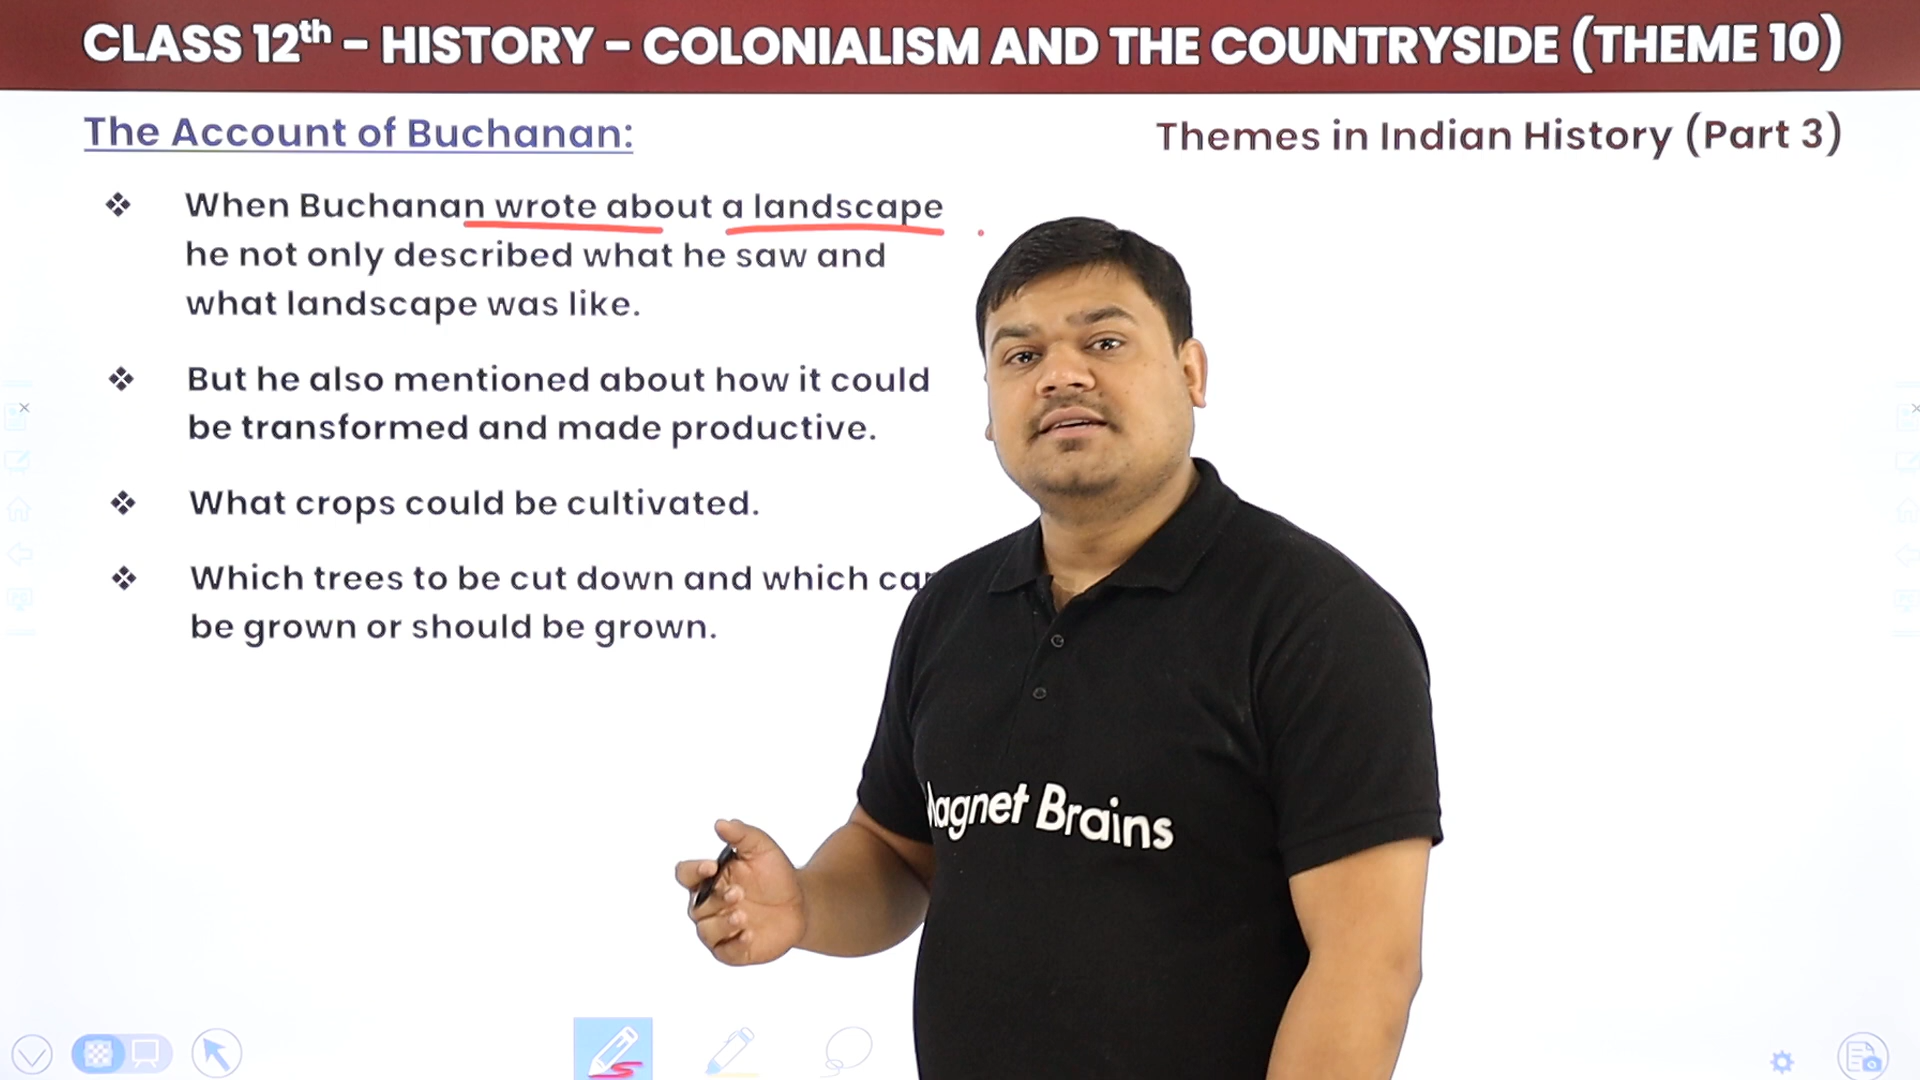 CLASS 12th – HISTORY – COLONIALISM AND THE COUNTRYSIDE (THEME 10)
The Account of Buchanan:
Themes in Indian History (Part 3)
❖ When Buchanan wrote about a landscape
he not only described what he saw and
what landscape was like.
❖ But he also mentioned about how it could
be transformed and made productive.
❖ What crops could be cultivated.
❖ Which trees to be cut down and which can
be grown or should be grown.
Magnet Brains